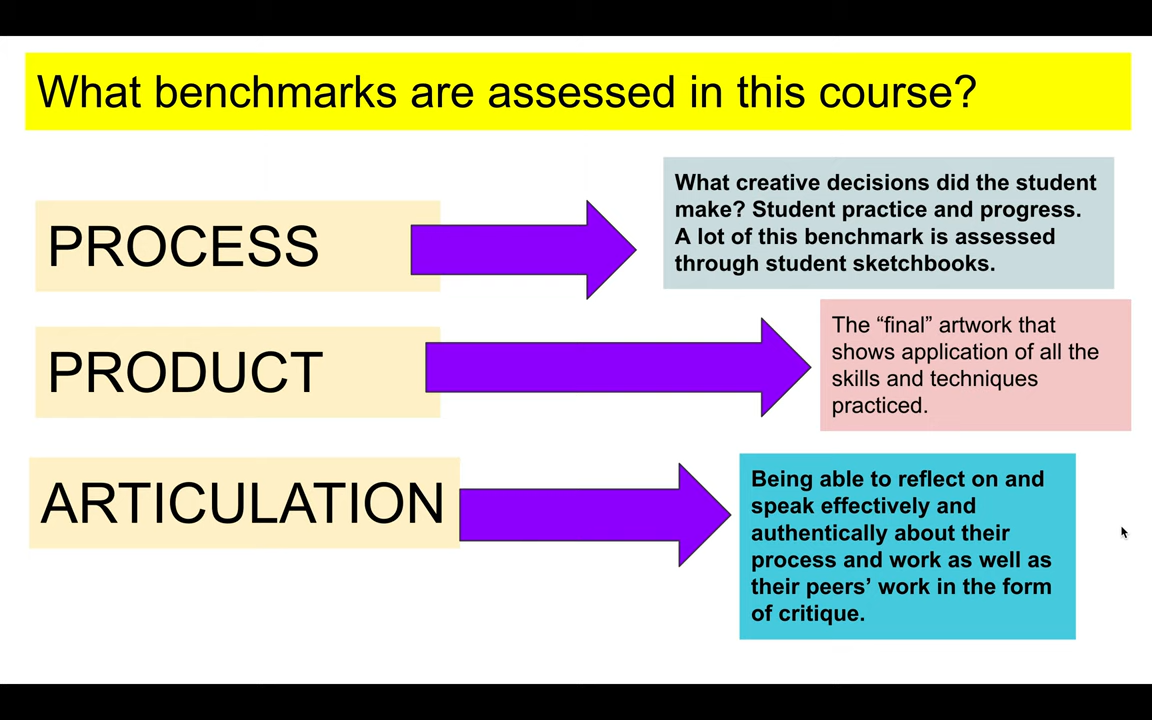 What benchmarks are assessed in this course?
PROCESS
What creative decisions did the student
make? Student practice and progress.
A lot of this benchmark is assessed
through student sketchbooks.
PRODUCT
The “final” artwork that
shows application of all the
skills and techniques
practiced.
ARTICULATION
Being able to reflect on and
speak effectively and
authentically about their
process and work as well as
their peers’ work in the form
of critique.